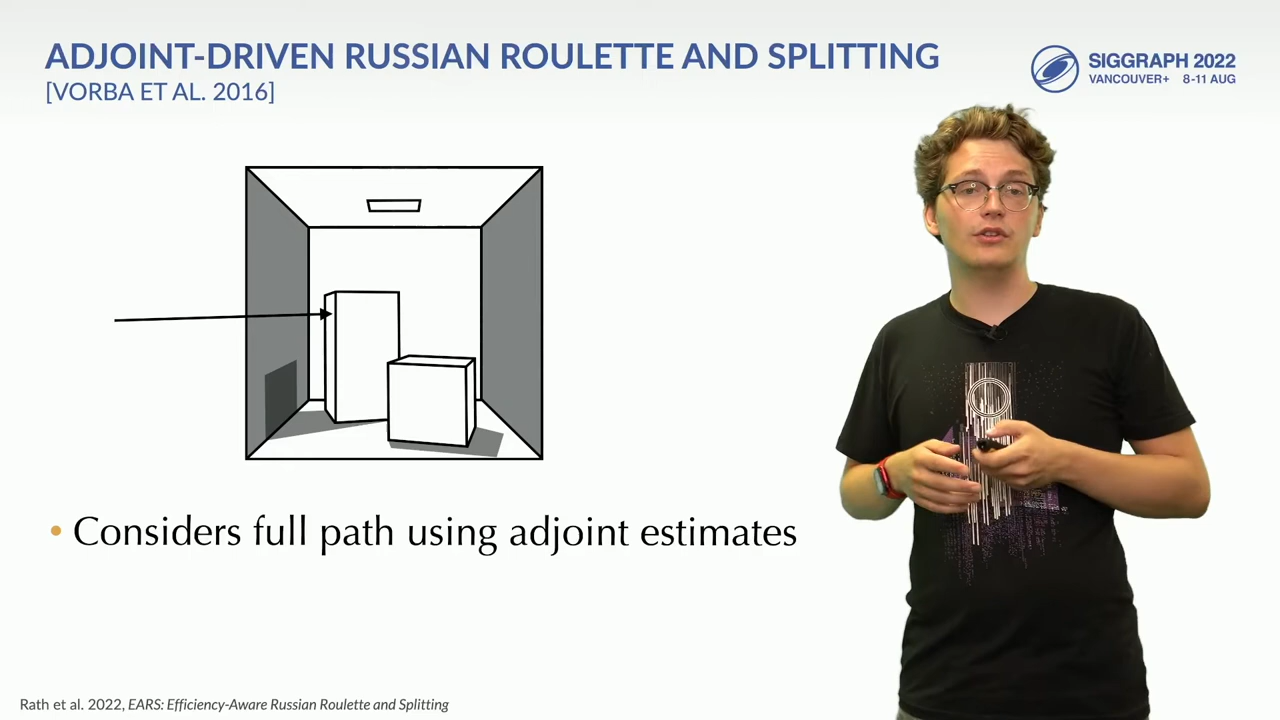 ADJOINT-DRIVEN RUSSIAN ROULETTE AND SPLITTING
[VORBA ET AL. 2016]
SIGGRAPH 2022
VANCOUVER+ 8-11 AUG
• Considers full path using adjoint estimates
Rath et al. 2022, EARS: Efficiency-Aware Russian Roulette and Splitting